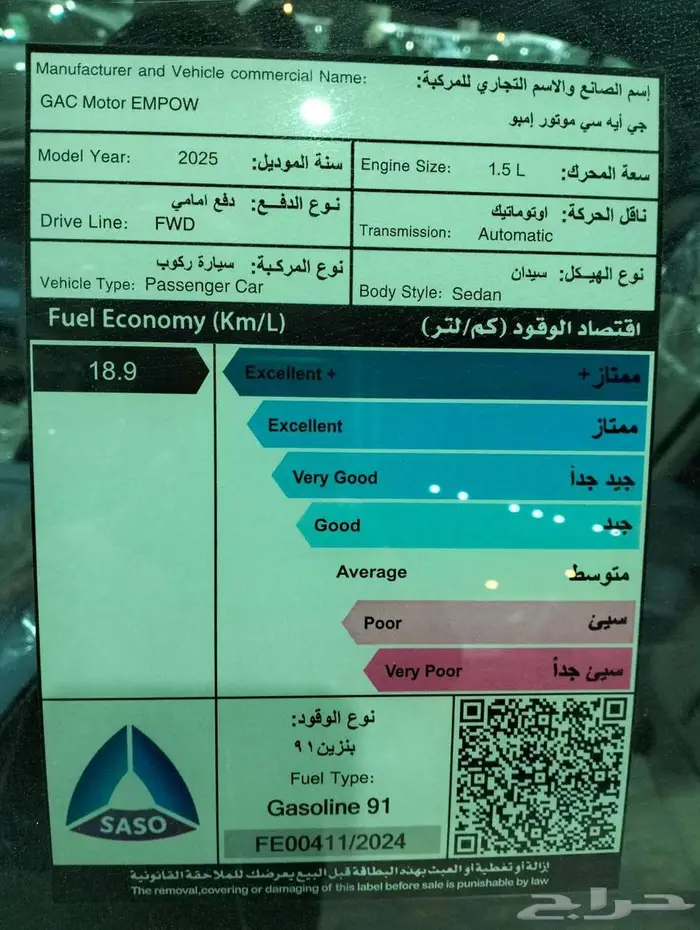 Manufacturer and Vehicle commercial Name:
إسم الصانع والاسم التجاري للمركبة:
GAC Motor EMPOW
جي أيه سي موتور إمبو
Model Year: 2025 سنة الموديل:
Engine Size: 1.5 L سعة المحرك:
نـوع الدفـــع: دفع امامي
Drive Line: FWD
ناقل الحركة: اوتوماتيك
Transmission: Automatic
نوع المركـبة: سيارة ركوب
Vehicle Type: Passenger Car
نوع الهيـكل: سيدان
Body Style: Sedan
Fuel Economy (Km/L) اقتصاد الوقود (كم/لتر)
18.9
Excellent + ممتاز+
Excellent ممتاز
Very Good جيد جداً
Good جيد
Average متوسط
Poor سيئ
Very Poor سيئ جداً
SASO
نوع الوقود:
بنزين ٩١
Fuel Type:
Gasoline 91
FE00411/2024
إزالة أو تغطية أو العبث بهذه البطاقة قبل البيع يعرضك للملاحقة القانونية
The removal,covering or damaging of this label before sale is punishable by law
حراج